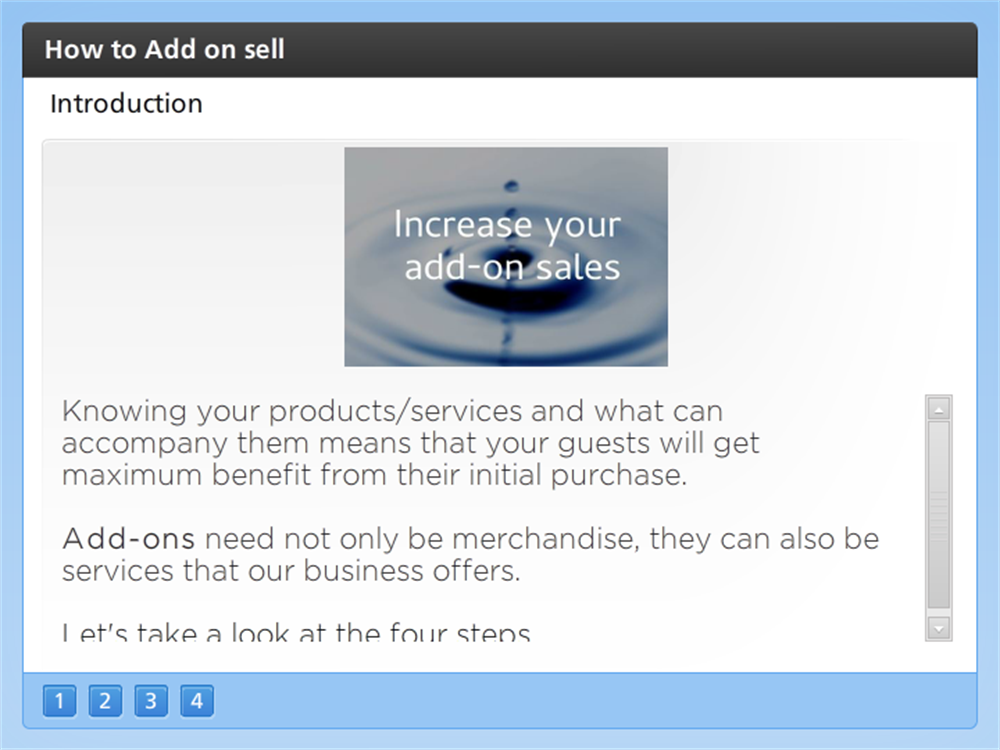 How to Add on sell
Introduction
Increase your
add-on sales
Knowing your products/services and what can
accompany them means that your guests will get
maximum benefit from their initial purchase.
Add-ons need not only be merchandise, they can also be
services that our business offers.
Let's take a look at the four steps
1 2 3 4